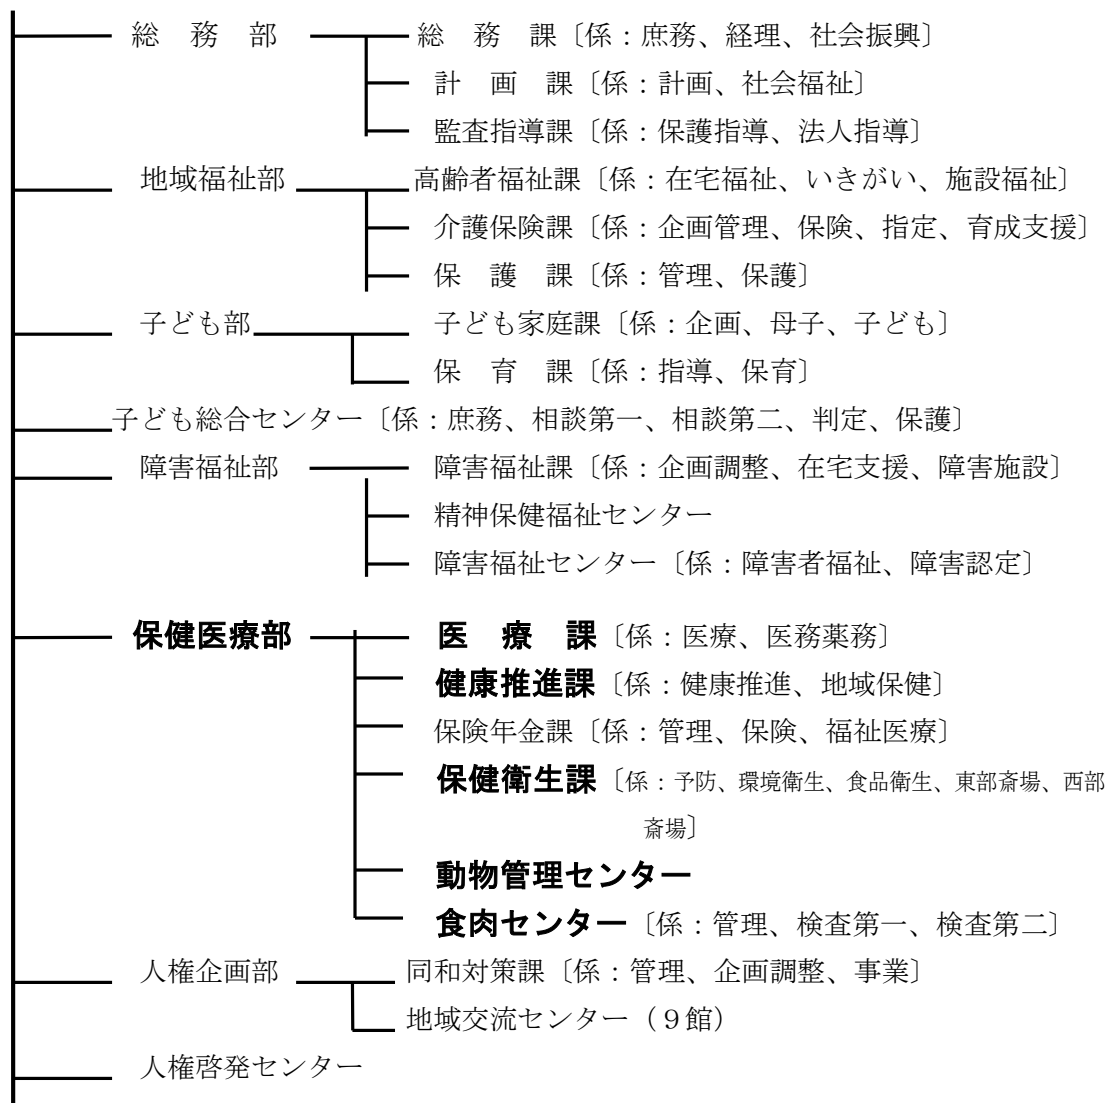 総　務　部　総　務　課〔係：庶務、経理、社会振興〕
計　画　課〔係：計画、社会福祉〕
監査指導課〔係：保護指導、法人指導〕
地域福祉部　高齢者福祉課〔係：在宅福祉、いきがい、施設福祉〕
介護保険課〔係：企画管理、保険、指定、育成支援〕
保　護　課〔係：管理、保護〕
子ども部　子ども家庭課〔係：企画、母子、子ども〕
保　育　課〔係：指導、保育〕
子ども総合センター〔係：庶務、相談第一、相談第二、判定、保護〕
障害福祉部　障害福祉課〔係：企画調整、在宅支援、障害施設〕
精神保健福祉センター
障害福祉センター〔係：障害者福祉、障害認定〕
保健医療部　医　療　課〔係：医療、医務薬務〕
健康推進課〔係：健康推進、地域保健〕
保険年金課〔係：管理、保険、福祉医療〕
保健衛生課〔係：予防、環境衛生、食品衛生、東部斎場、西部
斎場〕
動物管理センター
食肉センター〔係：管理、検査第一、検査第二〕
人権企画部　同和対策課〔係：管理、企画調整、事業〕
地域交流センター（９館）
人権啓発センター